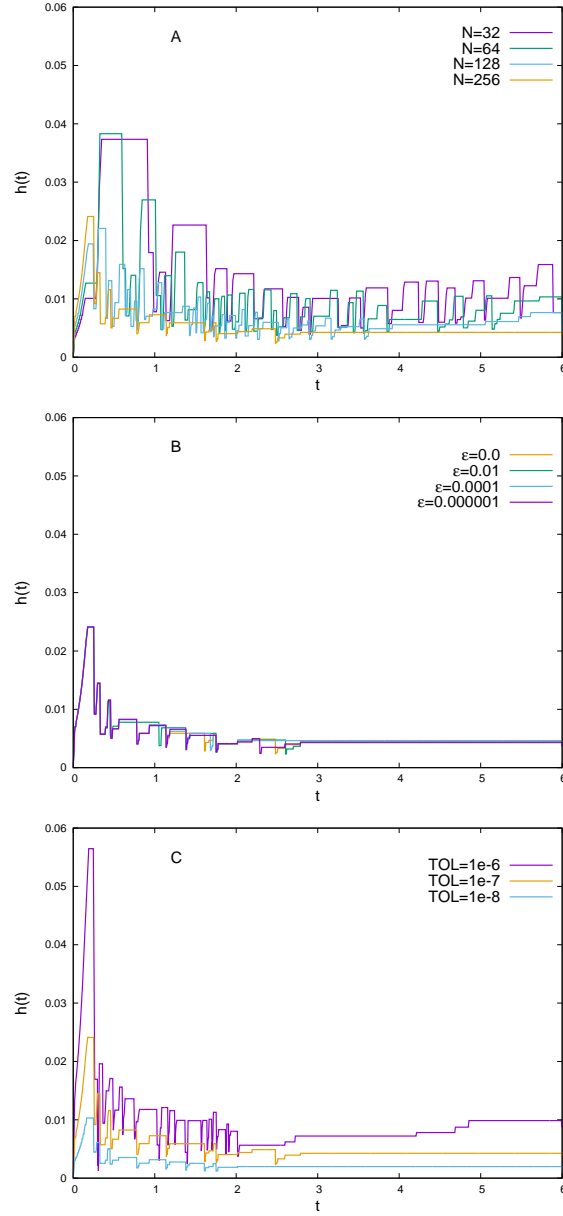 0.06
A
N=32
N=64
N=128
N=256
0.05
0.04
h(t)
0.03
0.02
0.01
0
0 1 2 3 4 5 6
t
0.06
B
ε=0.0
ε=0.01
ε=0.0001
ε=0.000001
0.05
0.04
h(t)
0.03
0.02
0.01
0
0 1 2 3 4 5 6
t
0.06
C
TOL=1e-6
TOL=1e-7
TOL=1e-8
0.05
0.04
h(t)
0.03
0.02
0.01
0
0 1 2 3 4 5 6
t